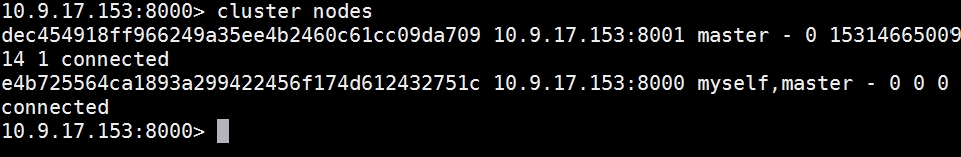 10.9.17.153:8000> cluster nodes
dec454918ff966249a35ee4b2460c61cc09da709 10.9.17.153:8001 master - 0 15314665009
14 1 connected
e4b725564ca1893a299422456f174d612432751c 10.9.17.153:8000 myself,master - 0 0 0
connected
10.9.17.153:8000>